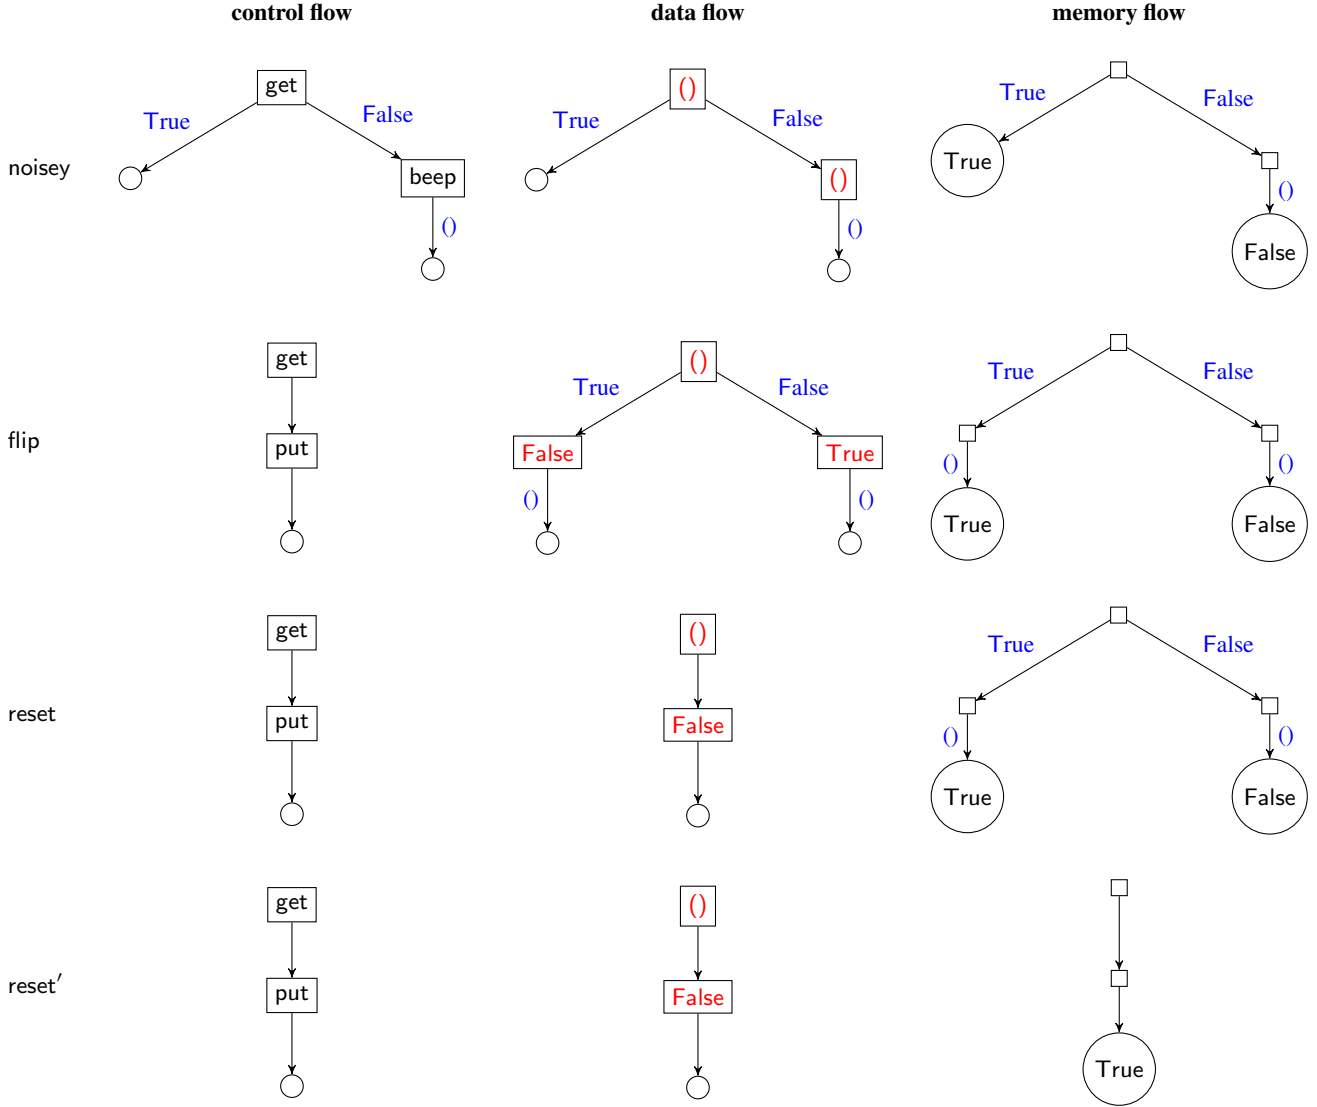 control flow
data flow
memory flow
noisey
get
True
False
beep
()
()
True
False
()
()
True
False
True
()
False
flip
get
put
()
True
False
False
True
()
()
True
False
()
()
True
False
reset
get
put
()
False
True
False
()
()
True
False
reset′
get
put
()
False
True